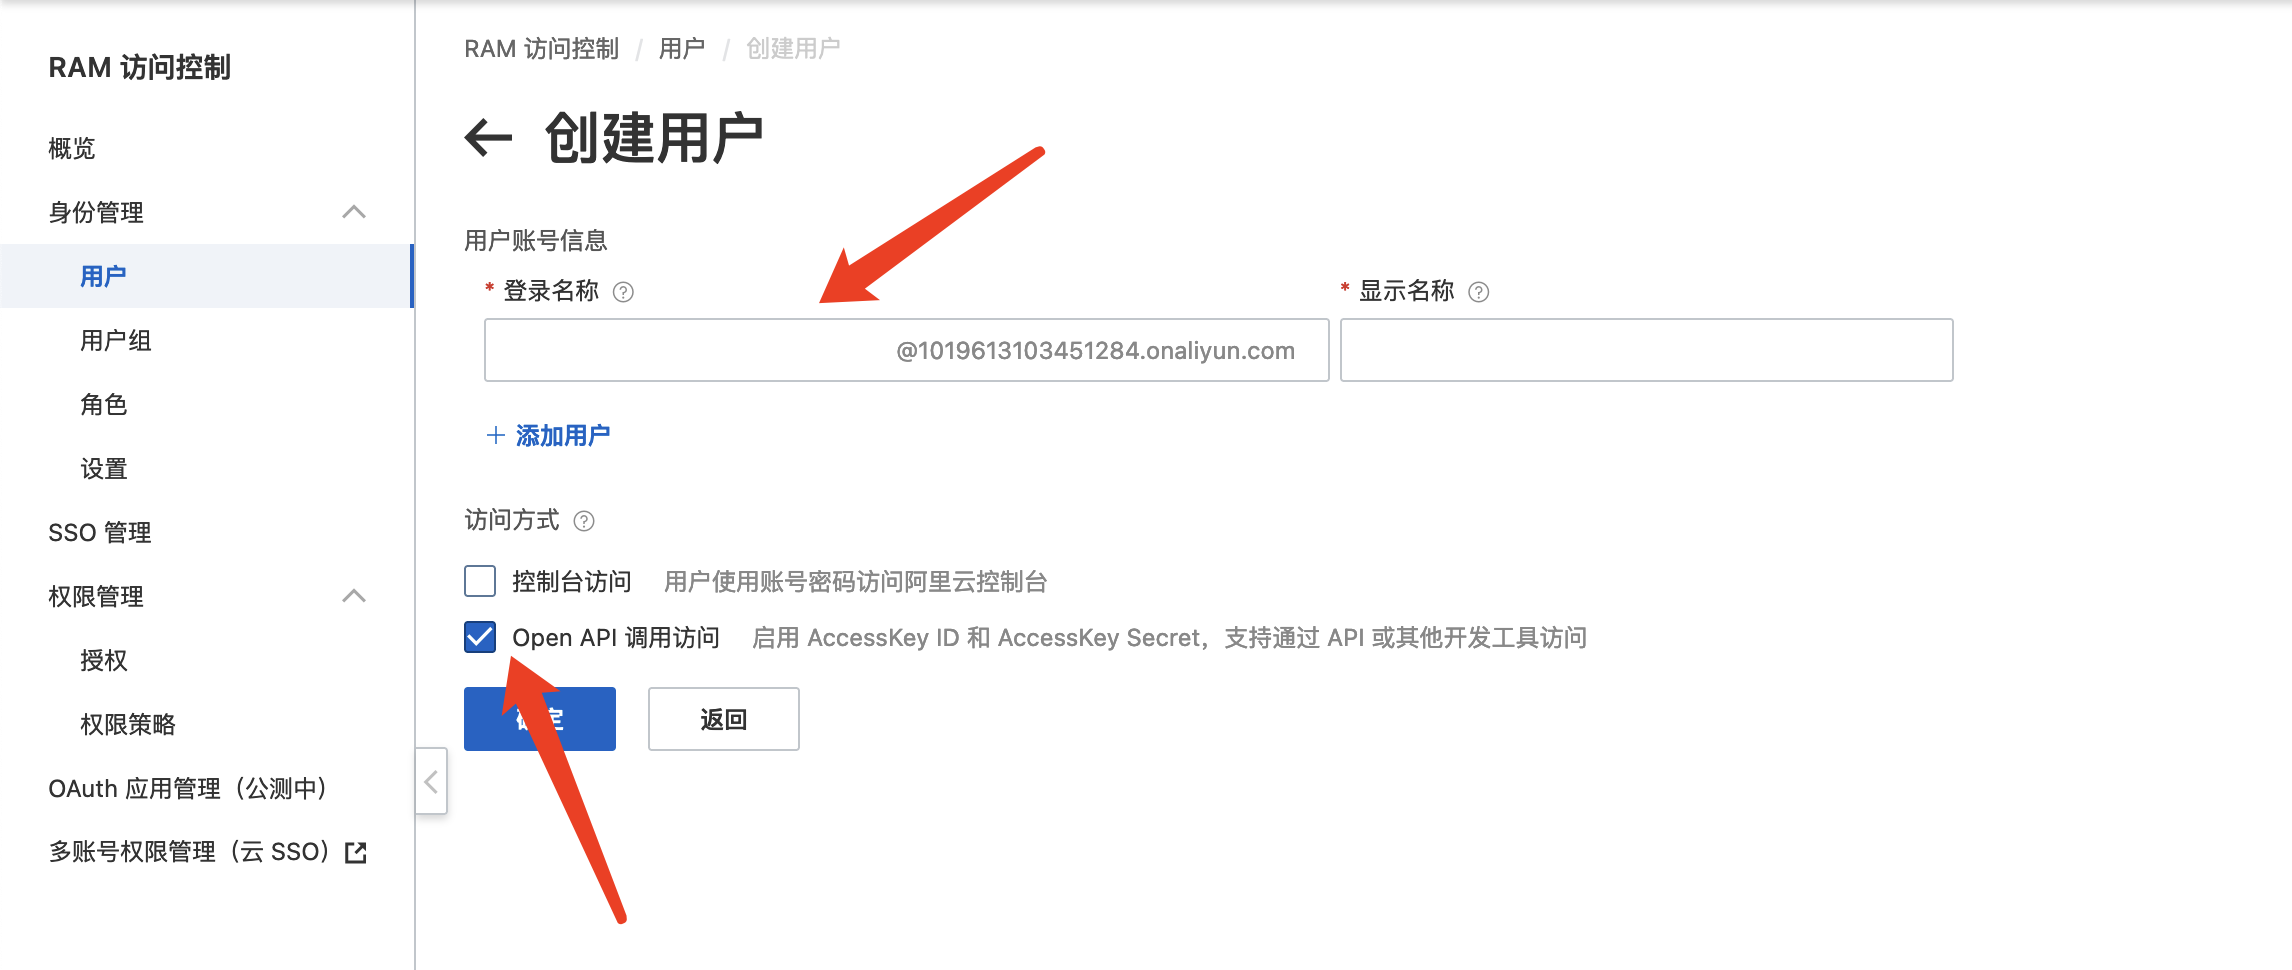 RAM 访问控制
概览
身份管理
用户
用户组
角色
设置
SSO 管理
权限管理
授权
权限策略
OAuth 应用管理（公测中）
多账号权限管理（云 SSO）
RAM 访问控制 / 用户 / 创建用户
创建用户
用户账号信息
* 登录名称 ?
* 显示名称 ?
@1019613103451284.onaliyun.com
+ 添加用户
访问方式 ?
控制台访问 用户使用账号密码访问阿里云控制台
Open API 调用访问 启用 AccessKey ID 和 AccessKey Secret，支持通过 API 或其他开发工具访问
确定 返回